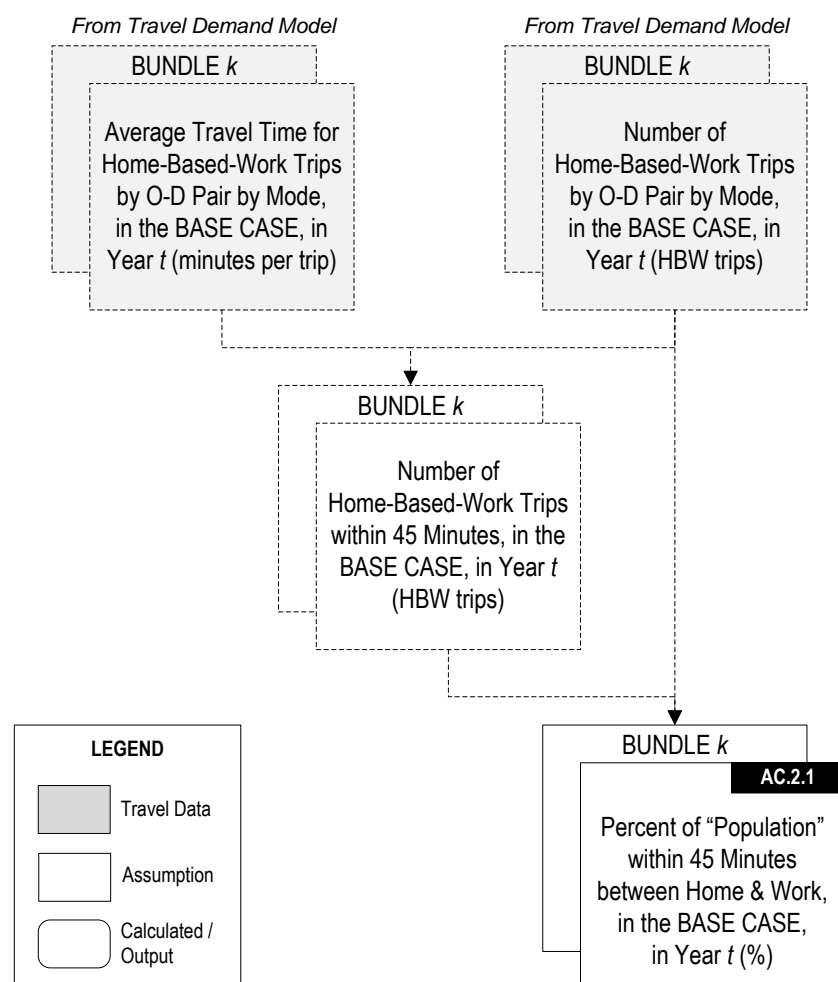 From Travel Demand Model
BUNDLE k
Average Travel Time for
Home-Based-Work Trips
by O-D Pair by Mode,
in the BASE CASE, in
Year t (minutes per trip)
From Travel Demand Model
BUNDLE k
Number of
Home-Based-Work Trips
by O-D Pair by Mode,
in the BASE CASE, in
Year t (HBW trips)
BUNDLE k
Number of
Home-Based-Work Trips
within 45 Minutes, in the
BASE CASE, in Year t
(HBW trips)
LEGEND
Travel Data
Assumption
Calculated /
Output
BUNDLE k
AC.2.1
Percent of “Population”
within 45 Minutes
between Home & Work,
in the BASE CASE,
in Year t (%)